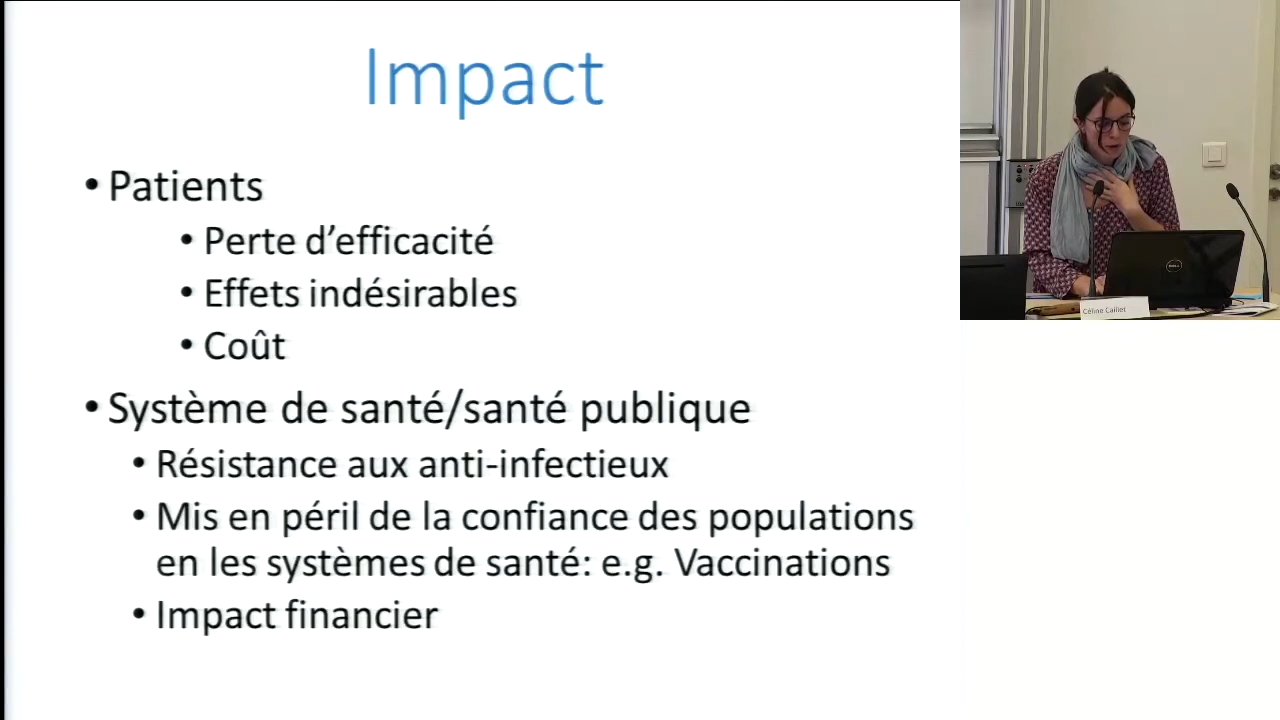 Impact
• Patients
• Perte d’efficacité
• Effets indésirables
• Coût
• Système de santé/santé publique
• Résistance aux anti-infectieux
• Mis en péril de la confiance des populations
en les systèmes de santé: e.g. Vaccinations
• Impact financier
DELL
Céline Caillet